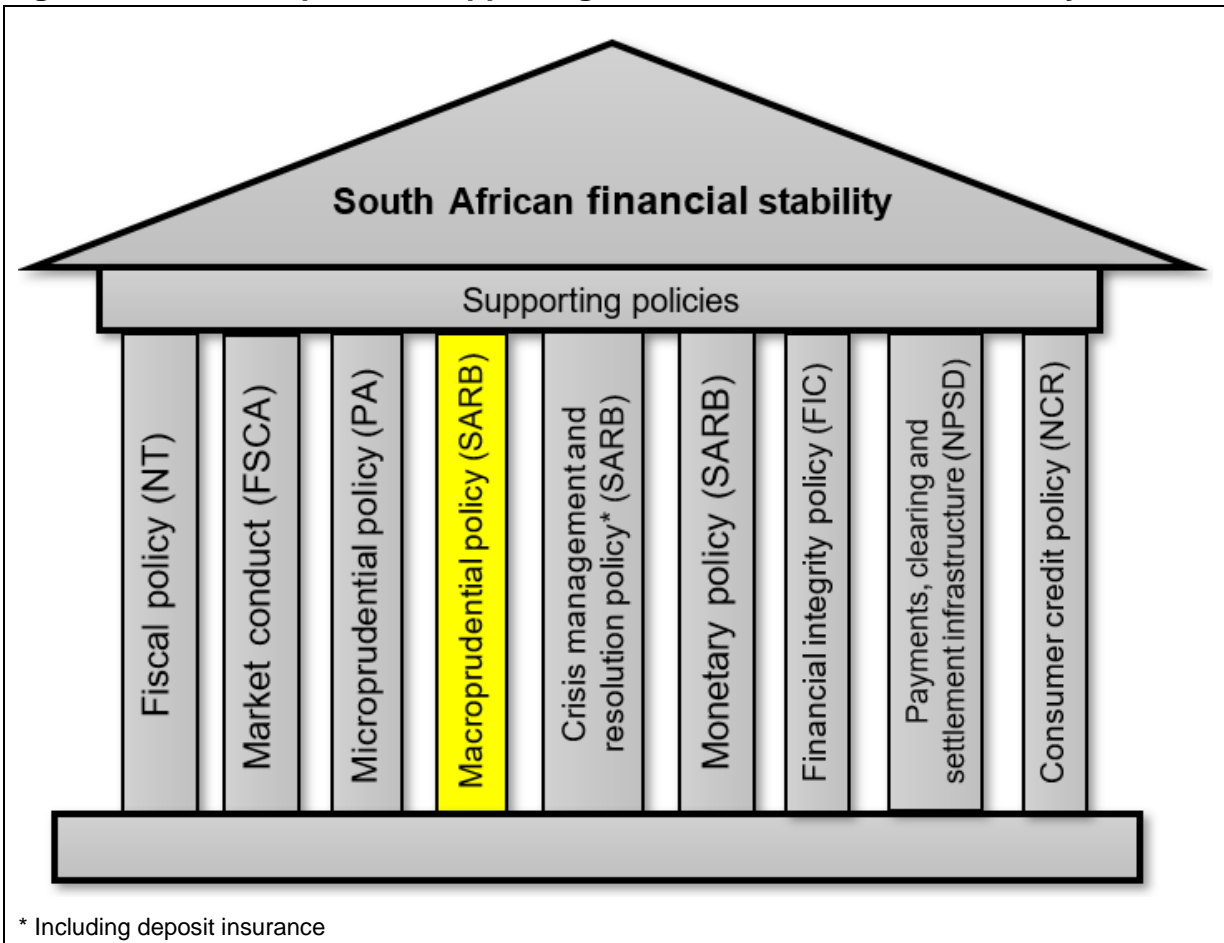 South African financial stability
Supporting policies
Fiscal policy (NT)
Market conduct (FSCA)
Microprudential policy (PA)
Macroprudential policy (SARB)
Crisis management and
resolution policy* (SARB)
Monetary policy (SARB)
Financial integrity policy (FIC)
Payments, clearing and
settlement infrastructure (NPSD)
Consumer credit policy (NCR)
* Including deposit insurance